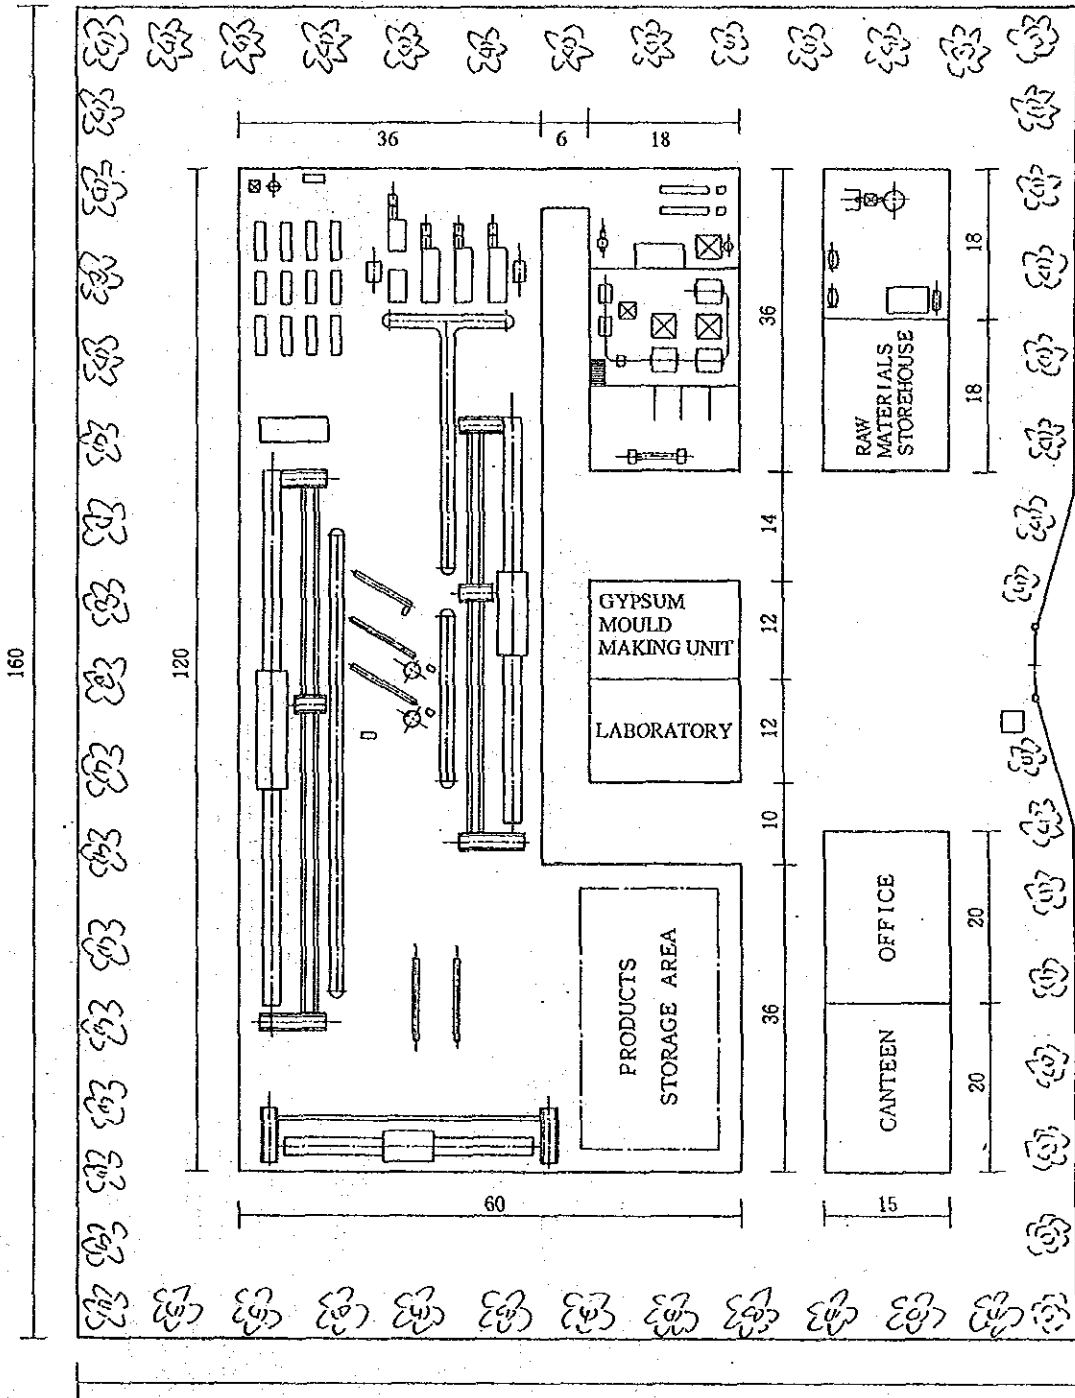 36
6
18
160
120
36
18
18
RAW
MATERIALS
STOREHOUSE
14
GYPSUM
MOULD
MAKING UNIT
12
LABORATORY
12
10
PRODUCTS
STORAGE AREA
36
OFFICE
20
CANTEEN
20
60
15